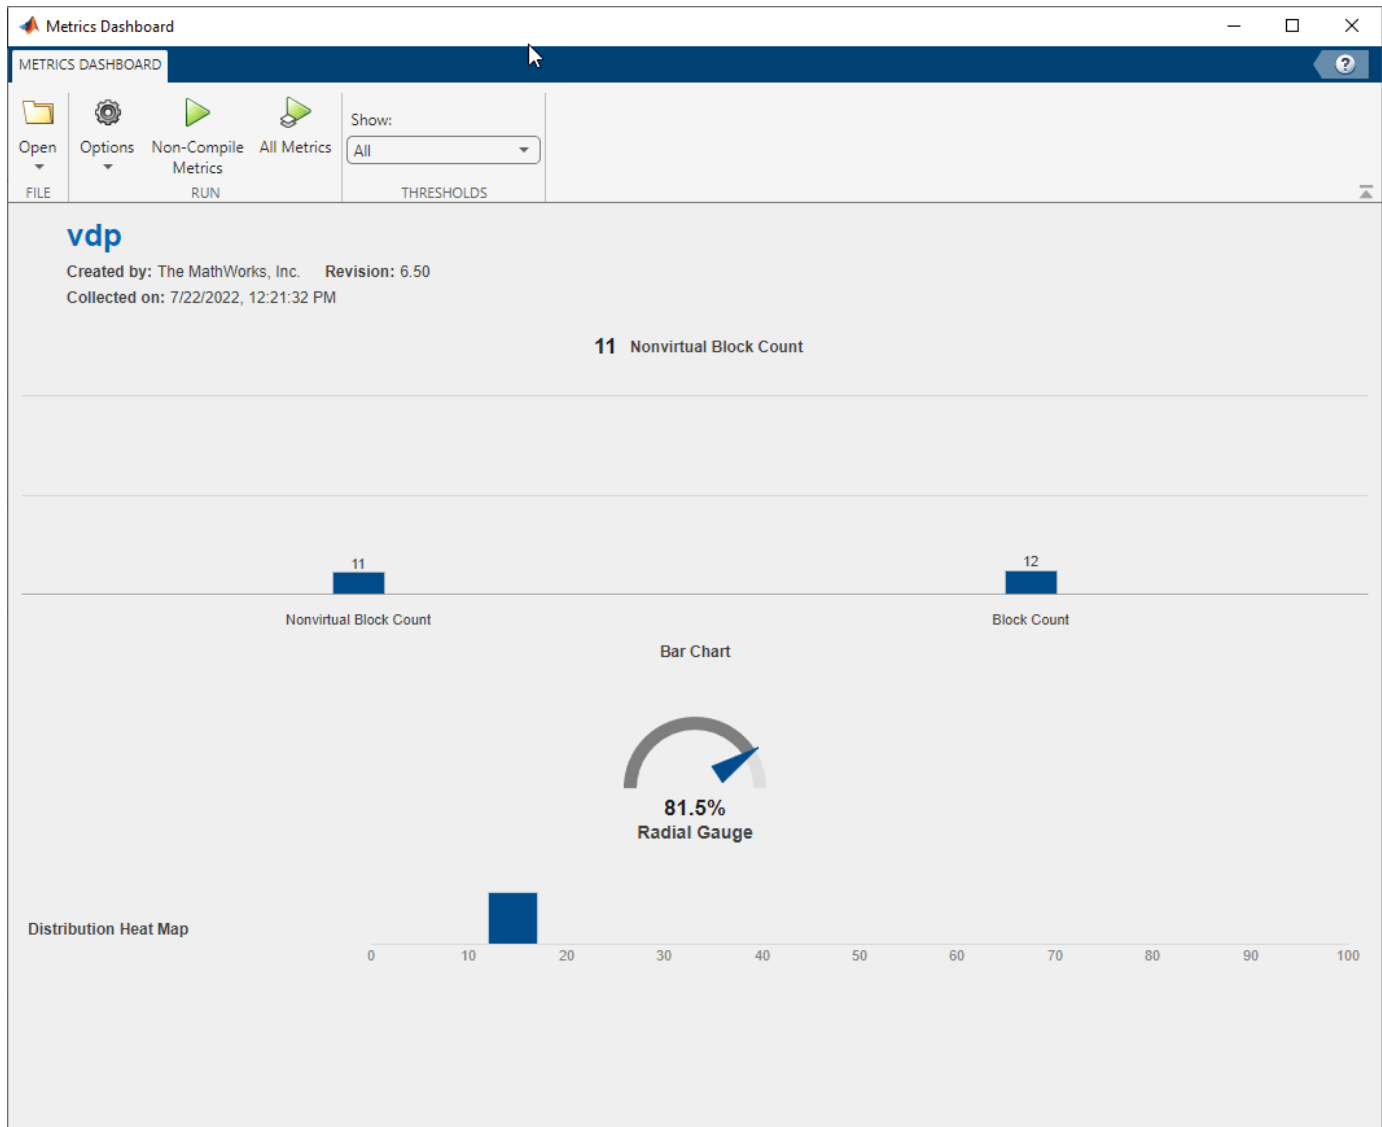 Metrics Dashboard
METRICS DASHBOARD
?
Open
Options
Non-Compile
Metrics
All Metrics
Show:
All
FILE
RUN
THRESHOLDS
vdp
Created by: The MathWorks, Inc. Revision: 6.50
Collected on: 7/22/2022, 12:21:32 PM
11 Nonvirtual Block Count
11
12
Nonvirtual Block Count
Block Count
Bar Chart
81.5%
Radial Gauge
Distribution Heat Map
0 10 20 30 40 50 60 70 80 90 100